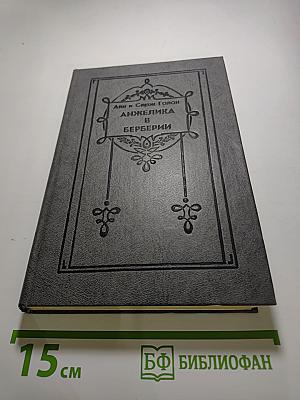 Анн и Серж Голон
АНЖЕЛИКА
В
БЕРБЕРИИ
15 см
БФ БИБЛИОФАН